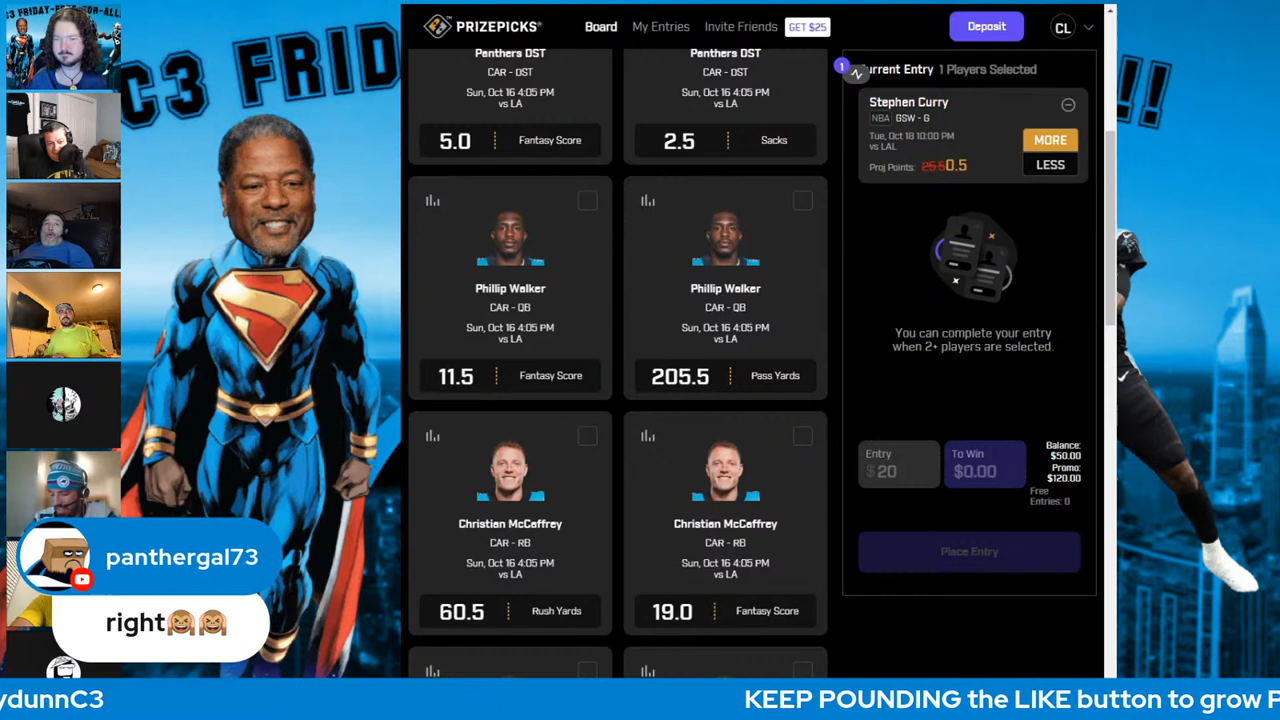 C3 FRIDAY-FREE-FOR-ALL!
C3 FRID
!!
PRIZEPICKS
Board
My Entries
Invite Friends
GET $25
Deposit
CL
Panthers DST
CAR - DST
Sun, Oct 16 4:05 PM
vs LA
5.0
Fantasy Score
Panthers DST
CAR - DST
Sun, Oct 16 4:05 PM
vs LA
2.5
Sacks
Phillip Walker
CAR - QB
Sun, Oct 16 4:05 PM
vs LA
11.5
Fantasy Score
Phillip Walker
CAR - QB
Sun, Oct 16 4:05 PM
vs LA
205.5
Pass Yards
Christian McCaffrey
CAR - RB
Sun, Oct 16 4:05 PM
vs LA
60.5
Rush Yards
Christian McCaffrey
CAR - RB
Sun, Oct 16 4:05 PM
vs LA
19.0
Fantasy Score
1
urrent Entry 1 Players Selected
Stephen Curry
NBA GSW - G
Tue, Oct 18 10:00 PM
vs LAL
Proj Points: 25.5 0.5
MORE
LESS
You can complete your entry
when 2+ players are selected.
Entry
$20
To Win
$0.00
Balance:
$50.00
Promo:
$120.00
Free
Entries: 0
Place Entry
panthergal73
right🙈🙈
ydunnC3
KEEP POUNDING the LIKE button to grow P